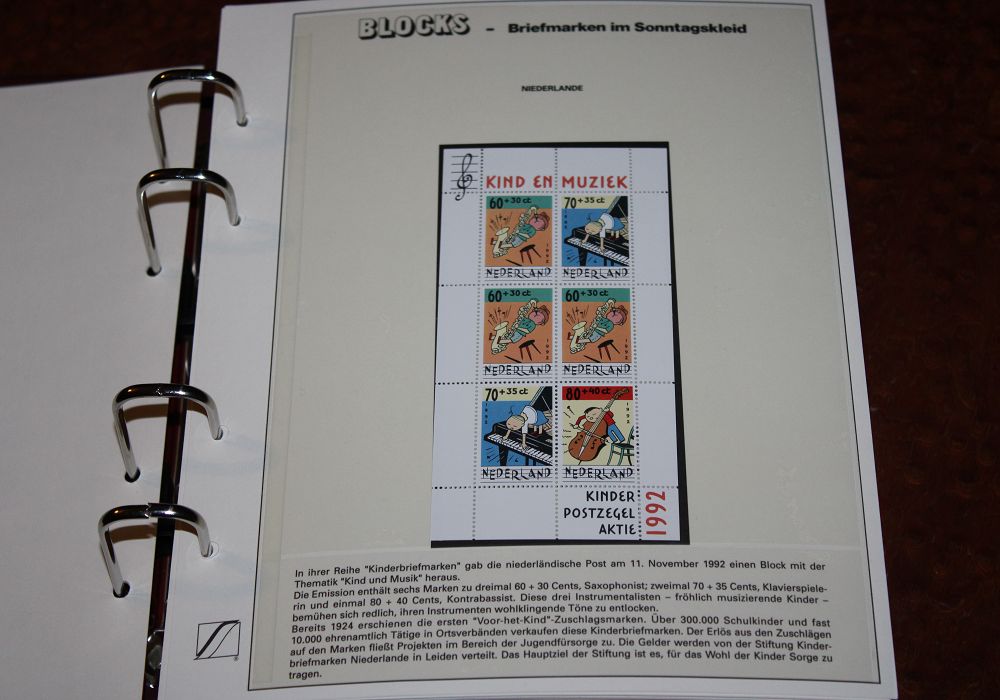 BLOCKS – Briefmarken im Sonntagskleid
NIEDERLANDE
KIND EN MUZIEK
60+30 ct 70+35 ct
1992 1992
NEDERLAND NEDERLAND
60+30 ct 60+30 ct
1992 1992
NEDERLAND NEDERLAND
70+35 ct 80+40 ct
1992 1992
NEDERLAND NEDERLAND
KINDER
POSTZEGEL
AKTIE
1992
In ihrer Reihe "Kinderbriefmarken" gab die niederländische Post am 11. November 1992 einen Block mit der
Thematik "Kind und Musik" heraus.
Die Emission enthält sechs Marken zu dreimal 60 + 30 Cents, Saxophonist; zweimal 70 + 35 Cents, Klavierspiele-
rin und einmal 80 + 40 Cents, Kontrabassist. Diese drei Instrumentalisten – fröhlich musizierende Kinder –
bemühen sich redlich, ihren Instrumenten wohlklingende Töne zu entlocken.
Bereits 1924 erschienen die ersten "Voor-het-Kind"-Zuschlagsmarken. Über 300.000 Schulkinder und fast
10.000 ehrenamtlich Tätige in Ortsverbänden verkaufen diese Kinderbriefmarken. Der Erlös aus den Zuschlägen
auf den Marken fließt Projekten im Bereich der Jugendfürsorge zu. Die Gelder werden von der Stiftung Kinder-
briefmarken Niederlande in Leiden verteilt. Das Hauptziel der Stiftung ist es, für das Wohl der Kinder Sorge zu
tragen.